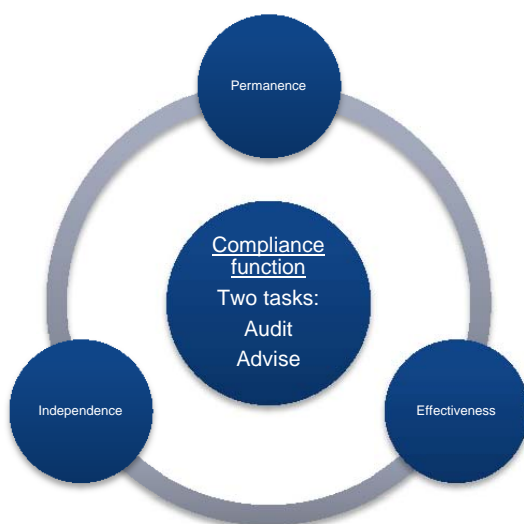 Permanence
Compliance
function
Two tasks:
Audit
Advise
Independence
Effectiveness